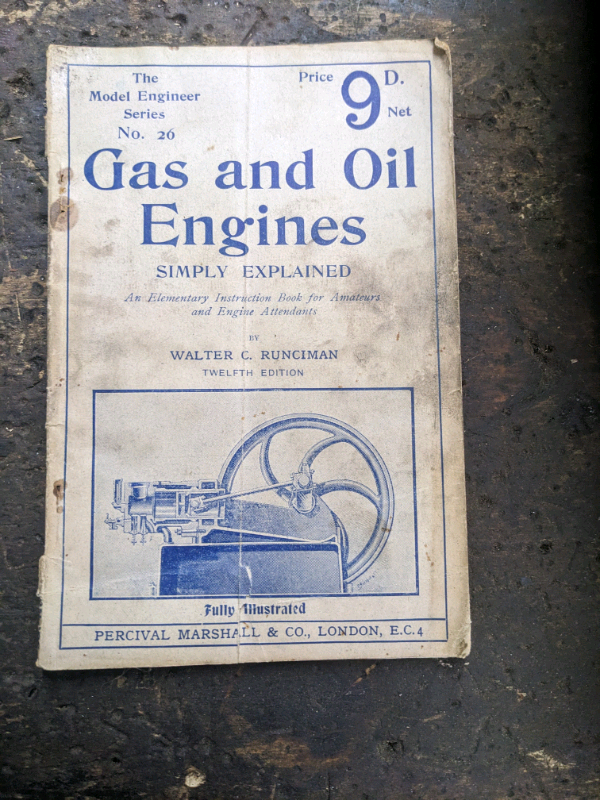 The
Model Engineer
Series
No. 26
Price 9 D.
Net
Gas and Oil
Engines
SIMPLY EXPLAINED
An Elementary Instruction Book for Amateurs
and Engine Attendants
BY
WALTER C. RUNCIMAN
TWELFTH EDITION
Fully Illustrated
PERCIVAL MARSHALL & CO., LONDON, E.C.4